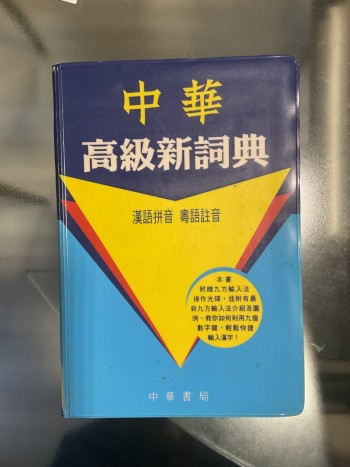 中華
高級新詞典
漢語拼音 粵語註音
本書
附贈九方輸入法
操作光碟，並附有最
新九方輸入法介紹及圖
例，教你如何利用九個
數字鍵，輕鬆快捷
輸入漢字！
中華書局